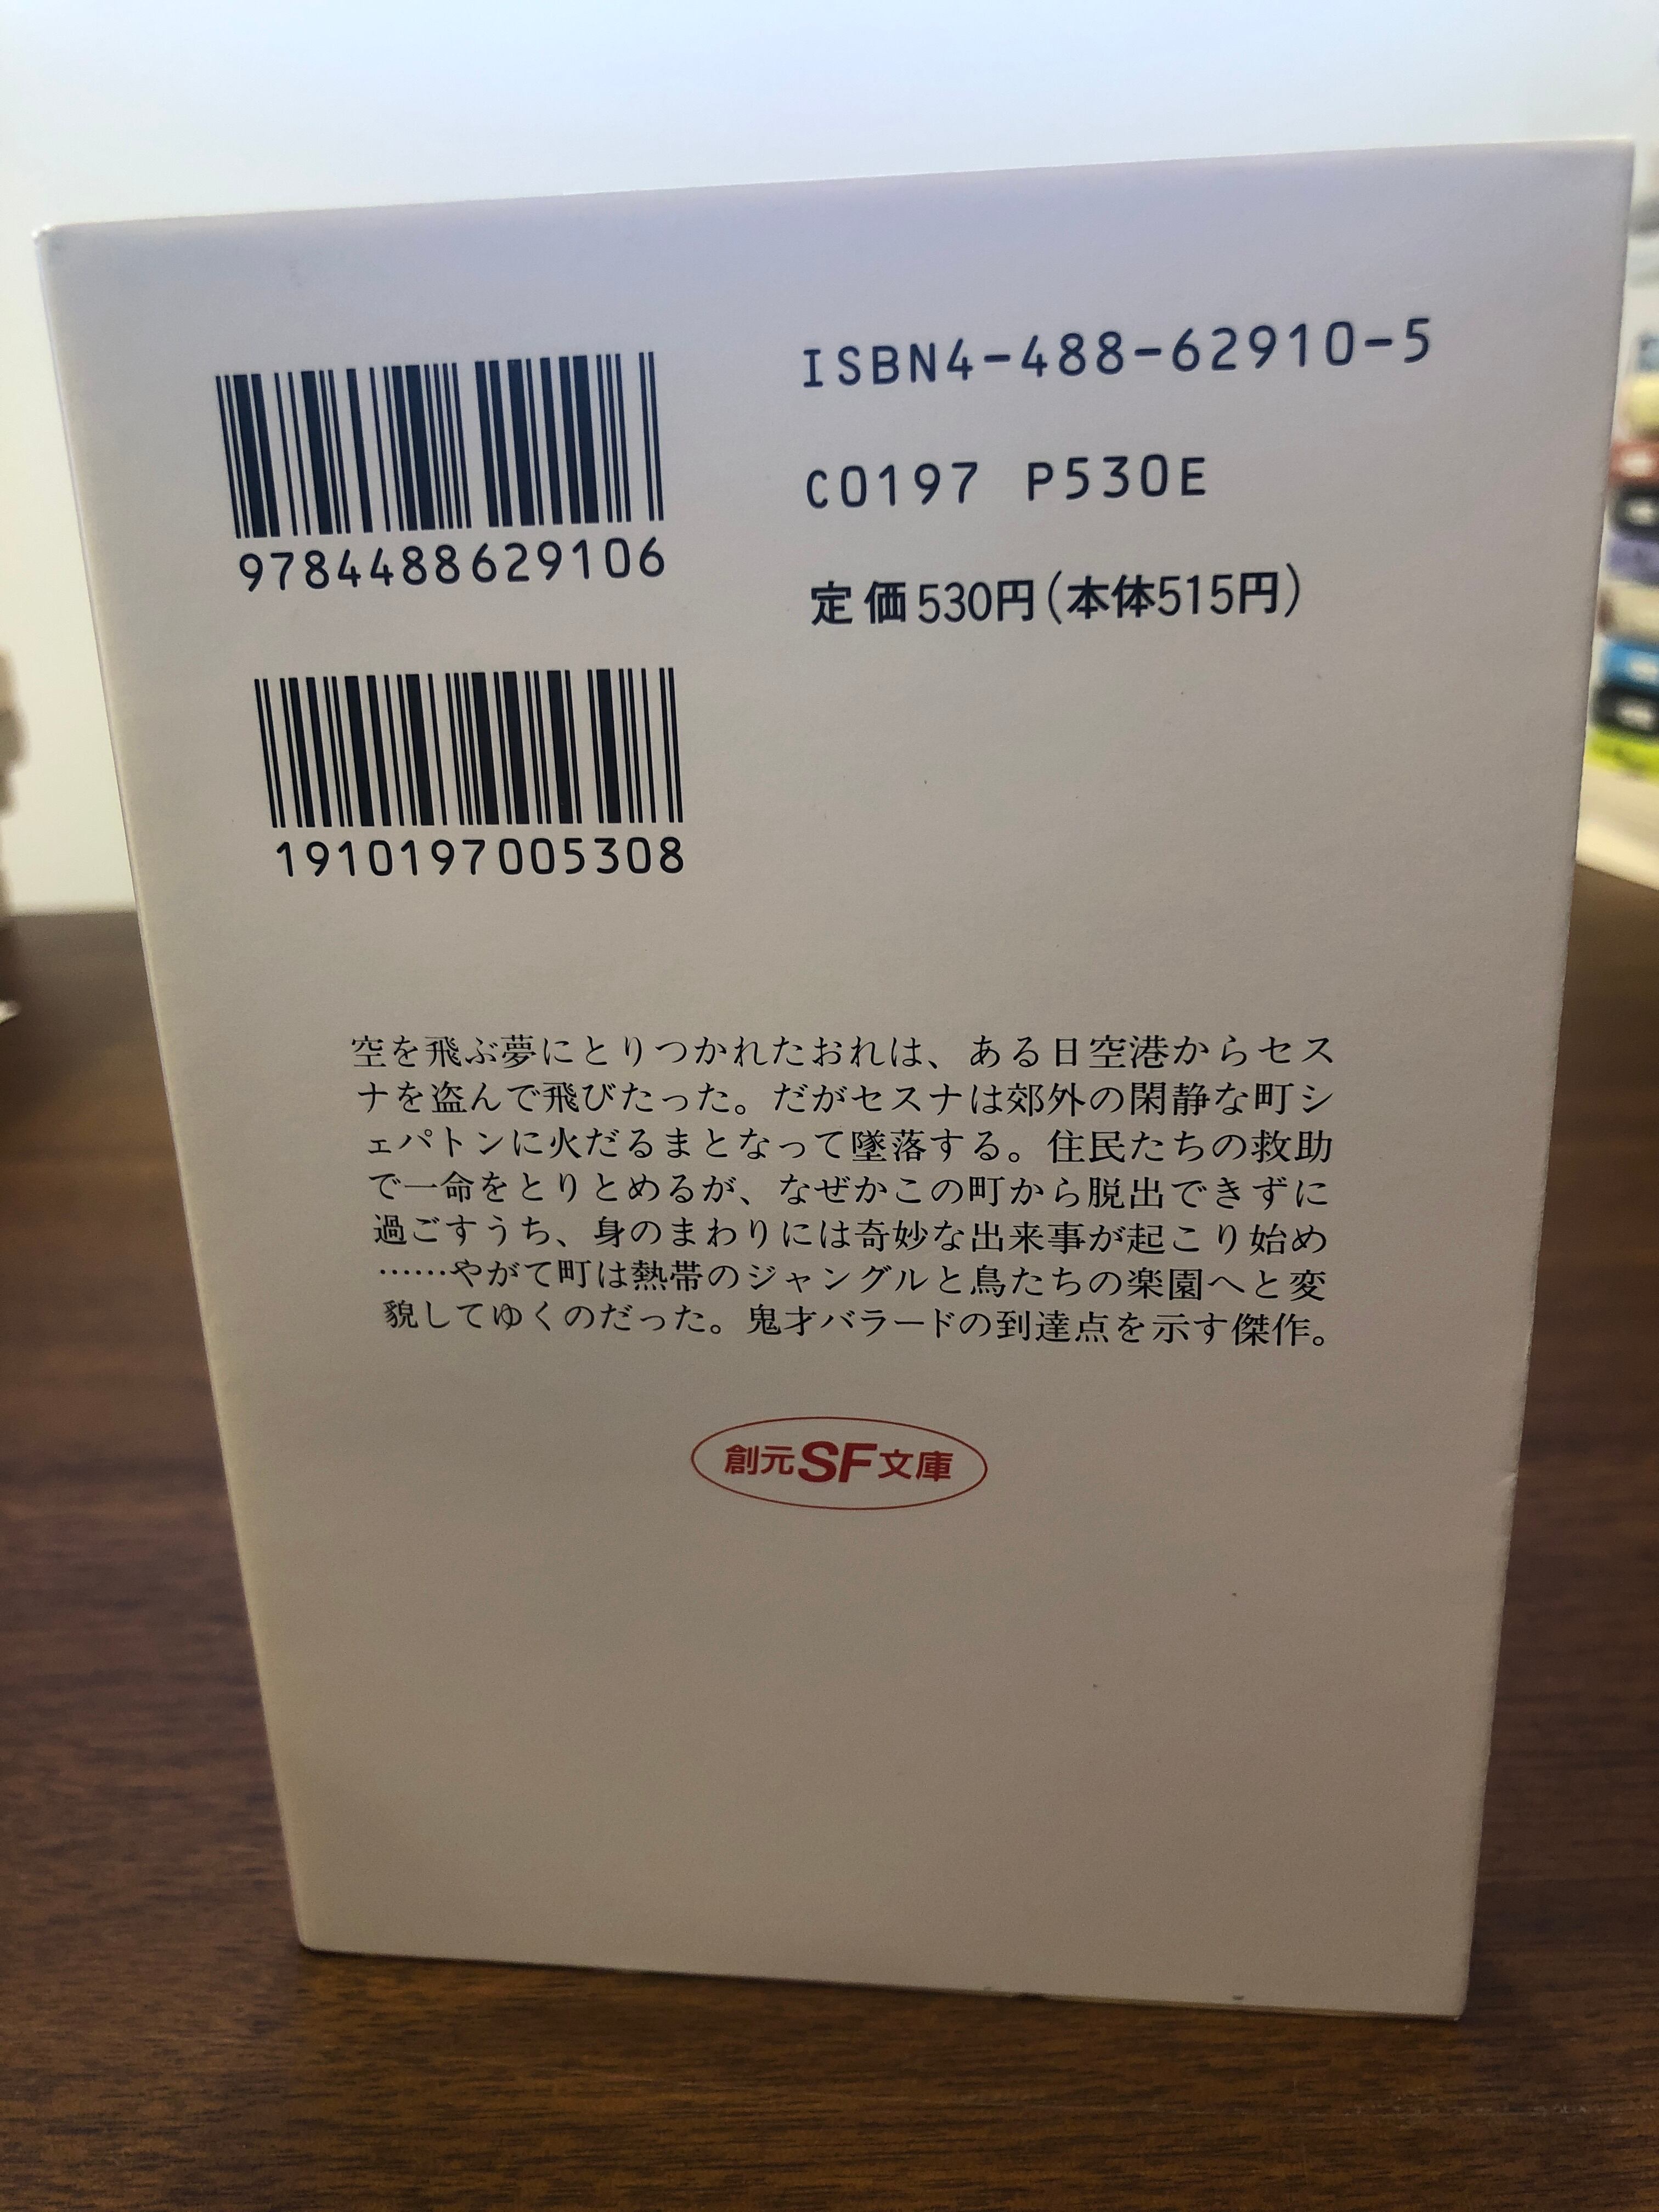 9784488629106
1910197005308
ISBN4-488-62910-5
C0197 P530E
定価530円(本体515円)
空を飛ぶ夢にとりつかれたおれは、ある日空港からセス
ナを盗んで飛びたった。だがセスナは郊外の閑静な町シ
ェパトンに火だるまとなって墜落する。住民たちの救助
で一命をとりとめるが、なぜかこの町から脱出できずに
過ごすうち、身のまわりには奇妙な出来事が起こり始め
……やがて町は熱帯のジャングルと鳥たちの楽園へと変
貌してゆくのだった。鬼才バラードの到達点を示す傑作。
創元SF文庫